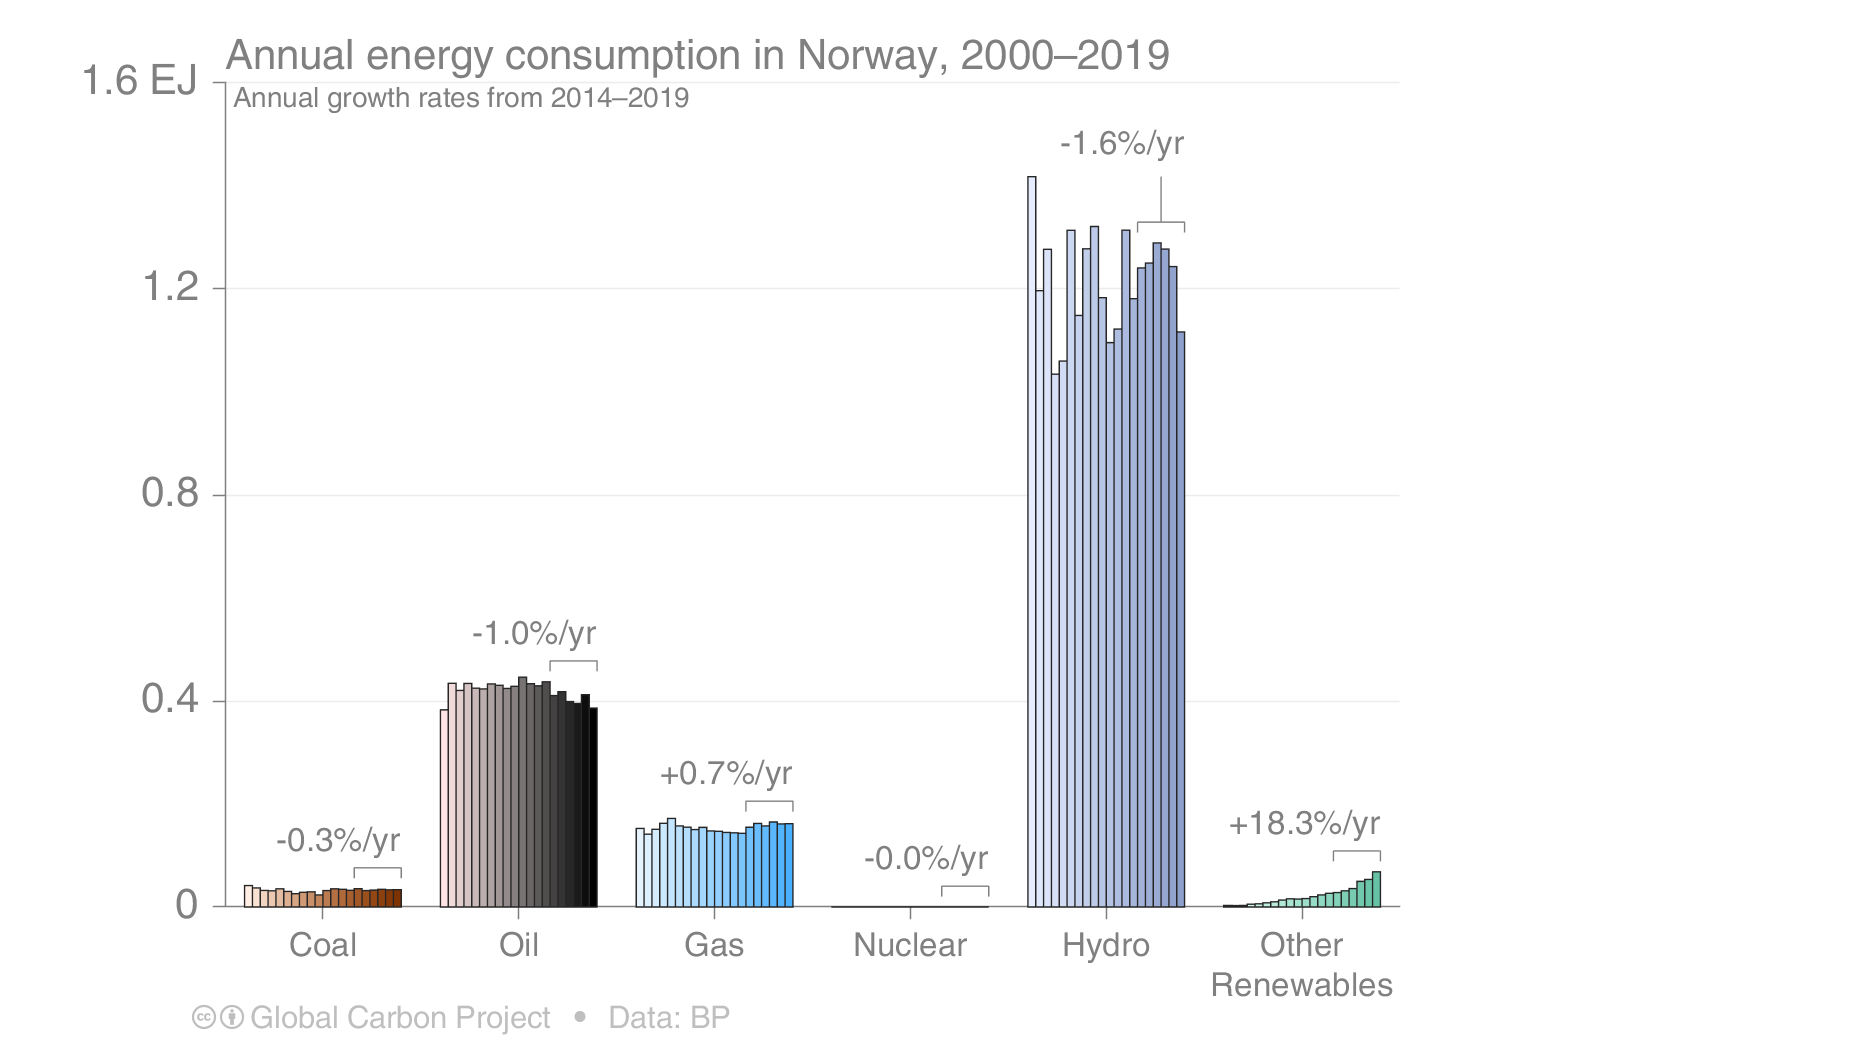 Annual energy consumption in Norway, 2000–2019
Annual growth rates from 2014–2019
1.6 EJ
1.2
0.8
0.4
0
-0.3%/yr
-1.0%/yr
+0.7%/yr
-0.0%/yr
-1.6%/yr
+18.3%/yr
Coal
Oil
Gas
Nuclear
Hydro
Other
Renewables
cc Global Carbon Project • Data: BP